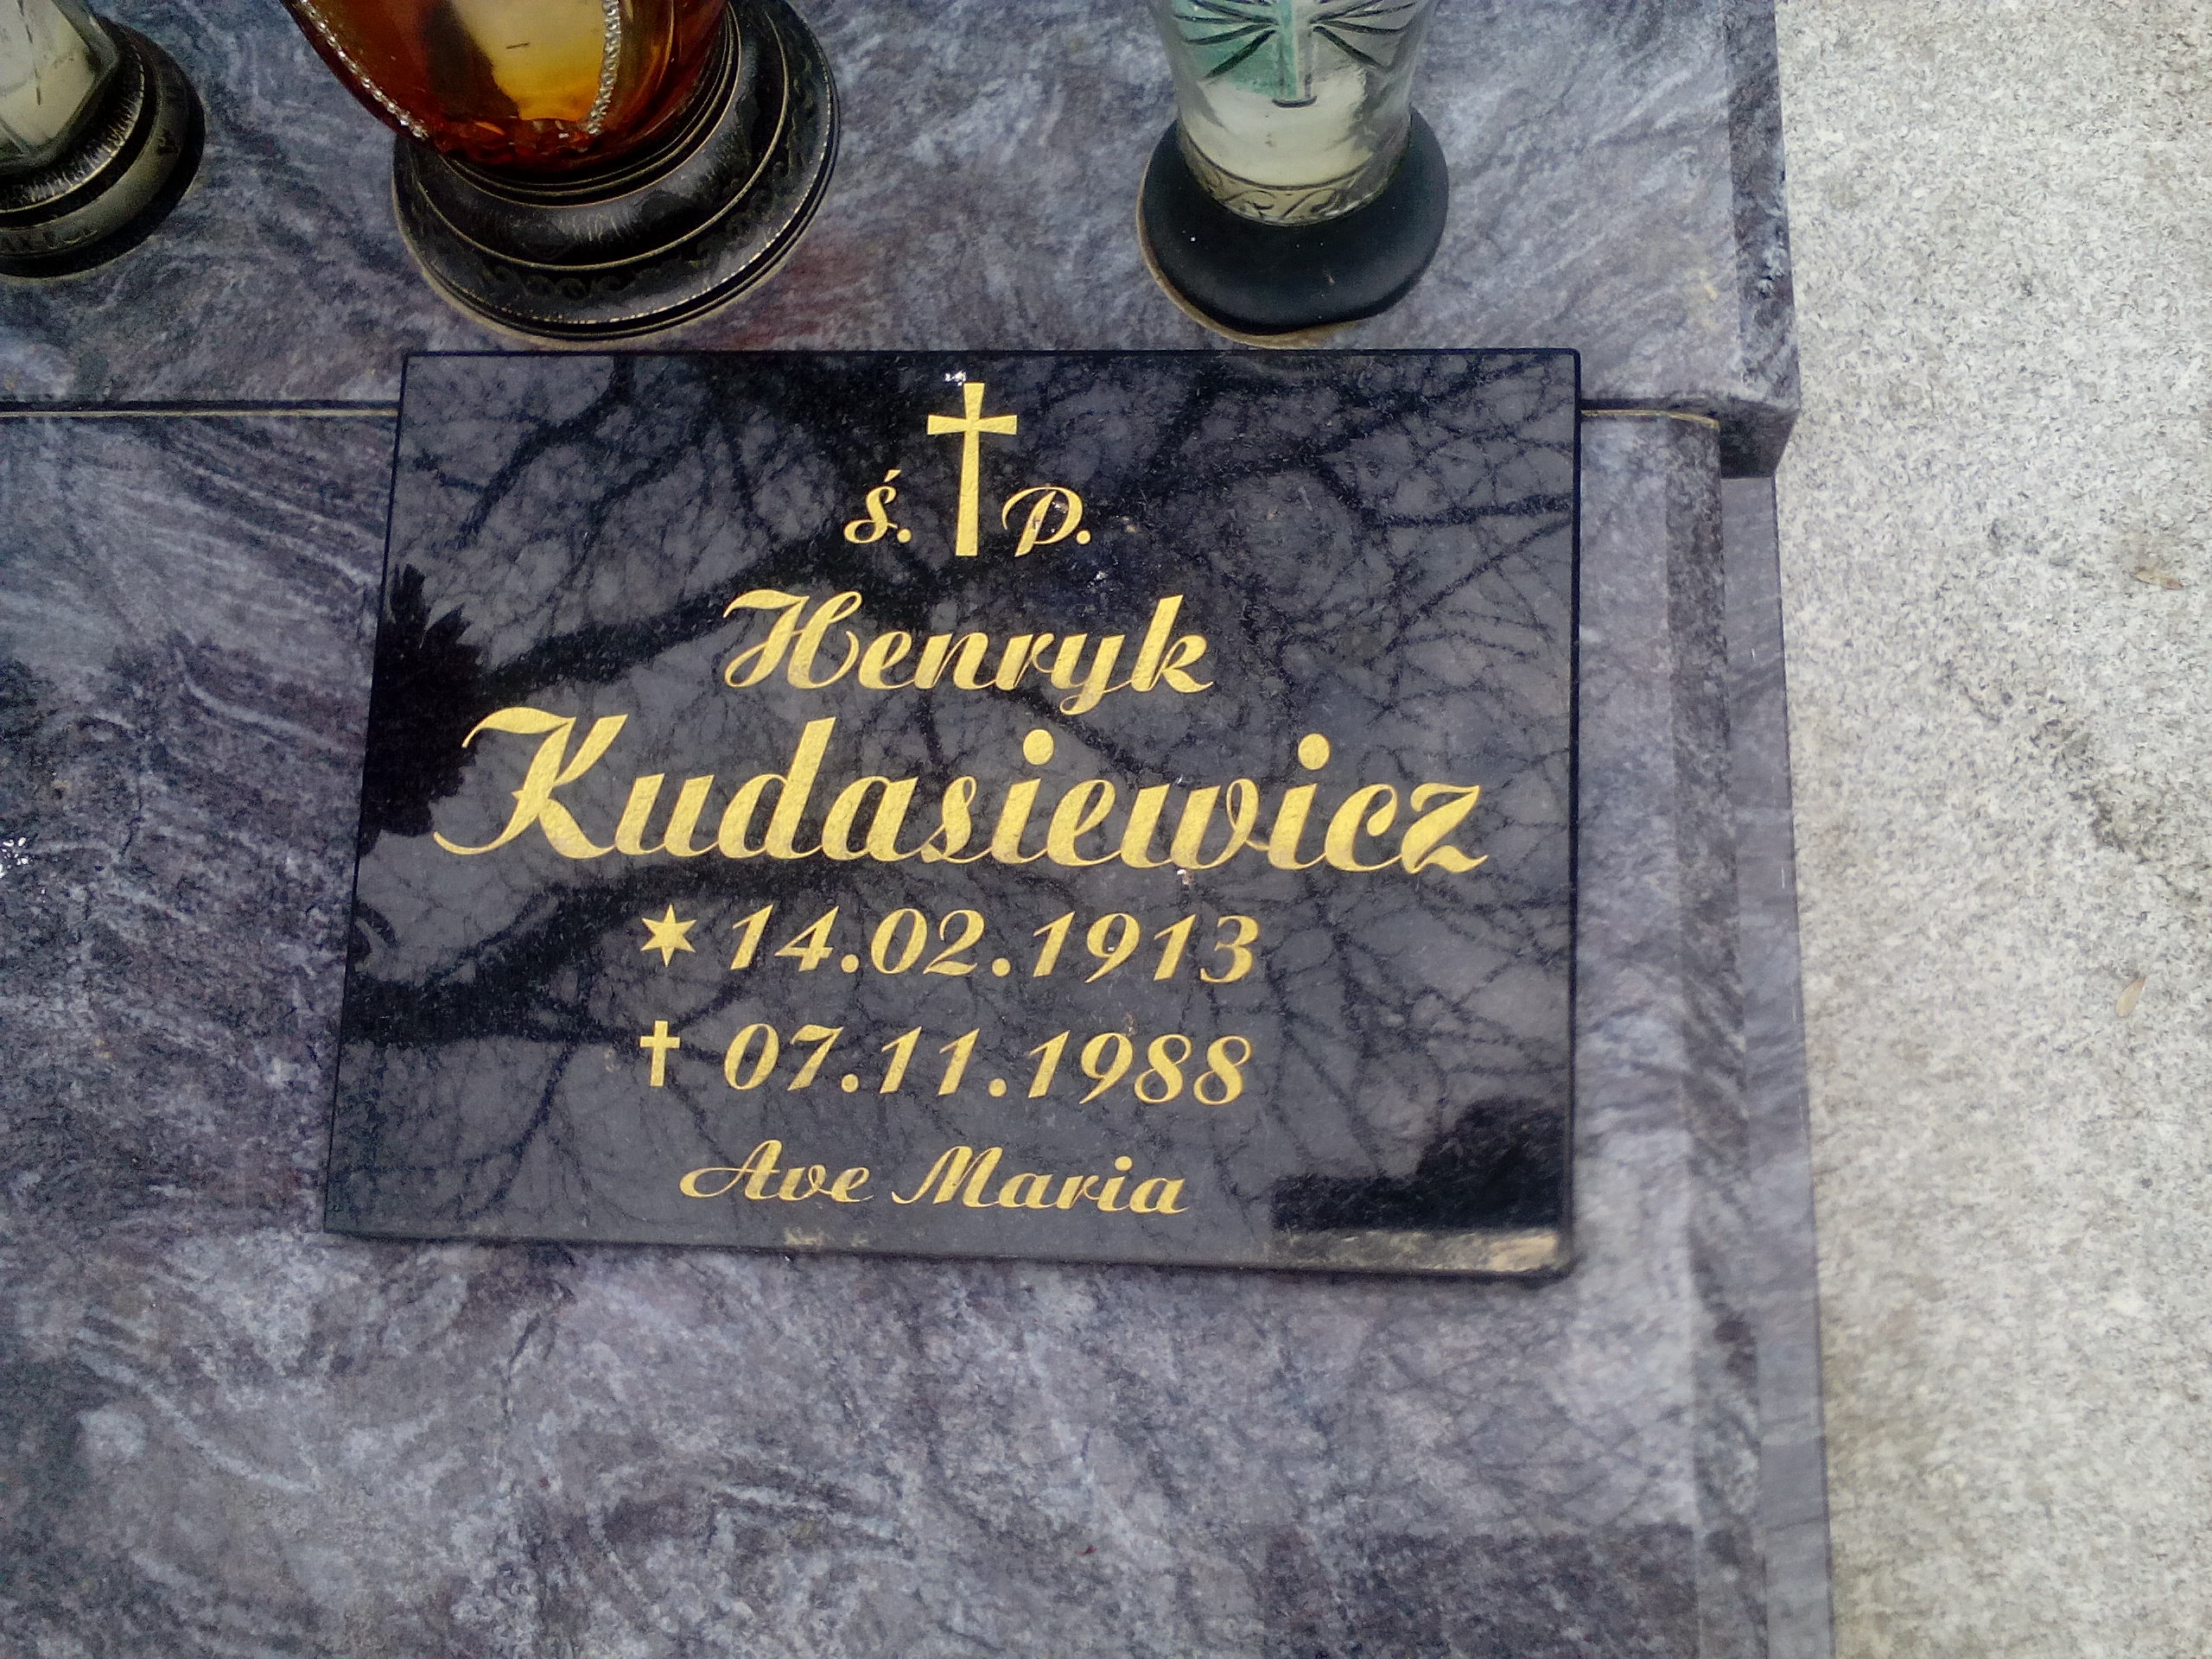 ś. p.
Henryk
Kudasiewicz
✶ 14.02.1913
✝ 07.11.1988
Ave Maria